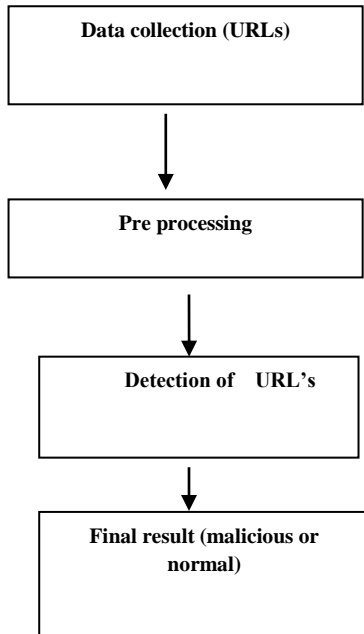 Data collection (URLs)
Pre processing
Detection of URL's
Final result (malicious or
normal)